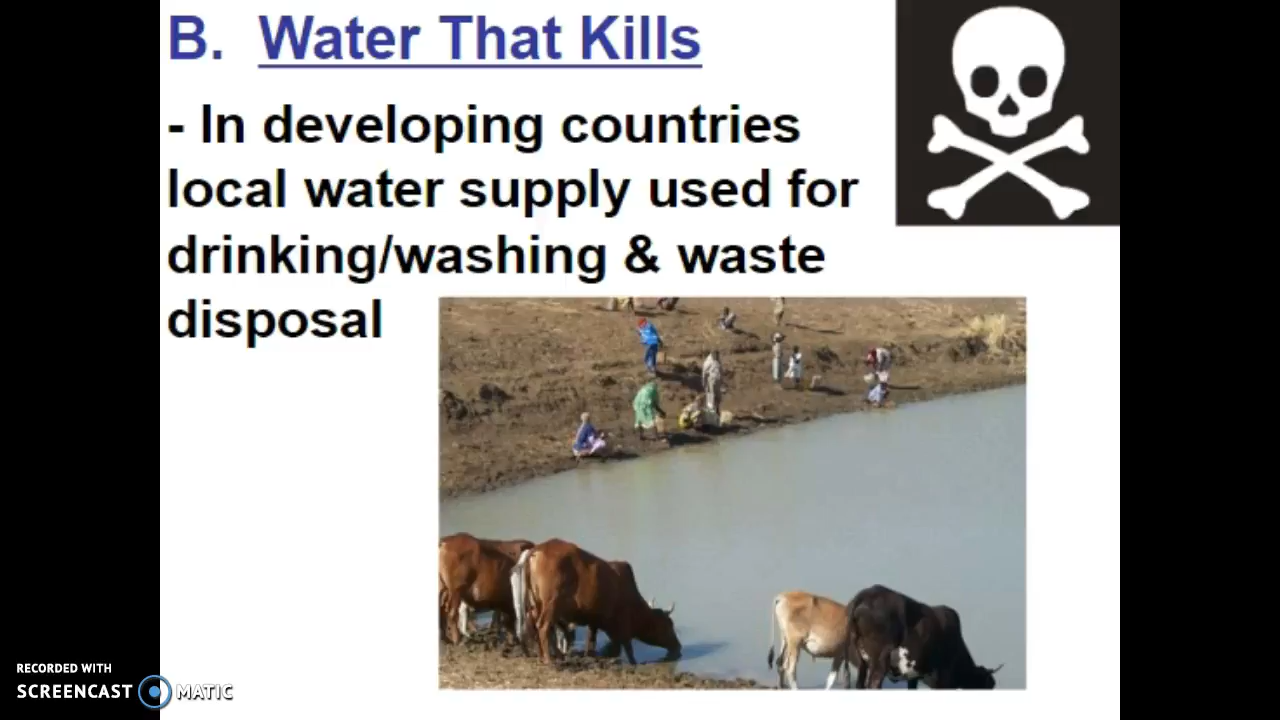 B. Water That Kills
- In developing countries
local water supply used for
drinking/washing & waste
disposal
RECORDED WITH
SCREENCAST MATIC